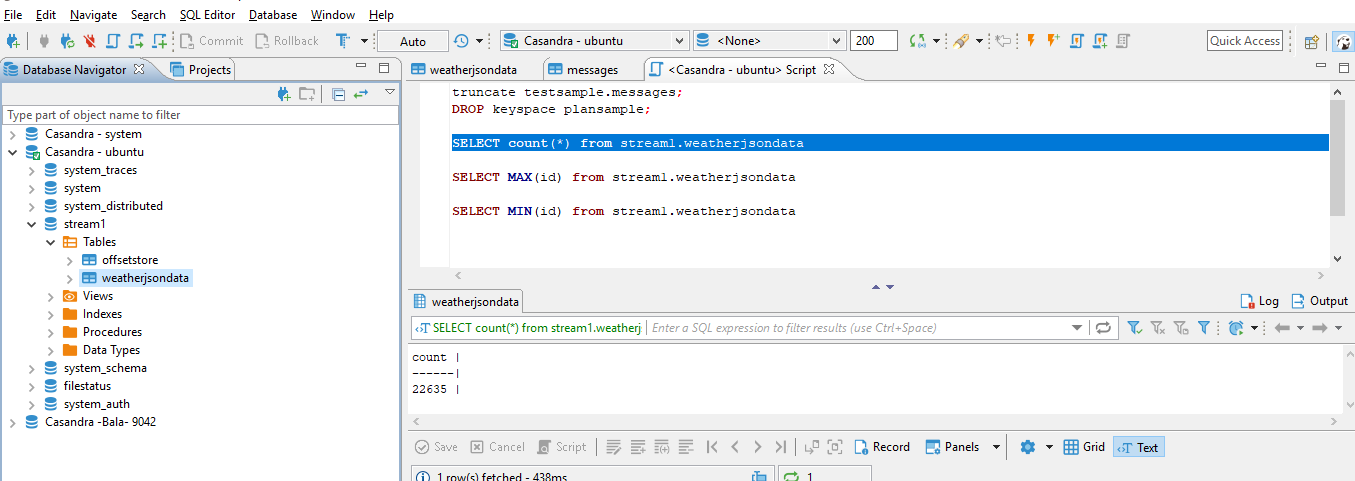 File Edit Navigate Search SQL Editor Database Window Help
Commit Rollback Auto Casandra - ubuntu <None> 200 Quick Access
Database Navigator Projects
Type part of object name to filter
Casandra - system
Casandra - ubuntu
system_traces
system
system_distributed
stream1
Tables
offsetstore
weatherjsondata
Views
Indexes
Procedures
Data Types
system_schema
filestatus
system_auth
Casandra -Bala- 9042
weatherjsondata messages <Casandra - ubuntu> Script
truncate testsample.messages;
DROP keyspace plansample;
SELECT count(*) from stream1.weatherjsondata
SELECT MAX(id) from stream1.weatherjsondata
SELECT MIN(id) from stream1.weatherjsondata
weatherjsondata Log Output
SELECT count(*) from stream1.weatherj Enter a SQL expression to filter results (use Ctrl+Space)
count |
------|
22635 |
Save Cancel Script Record Panels Grid Text
1 row(s) fetched - 438ms 1